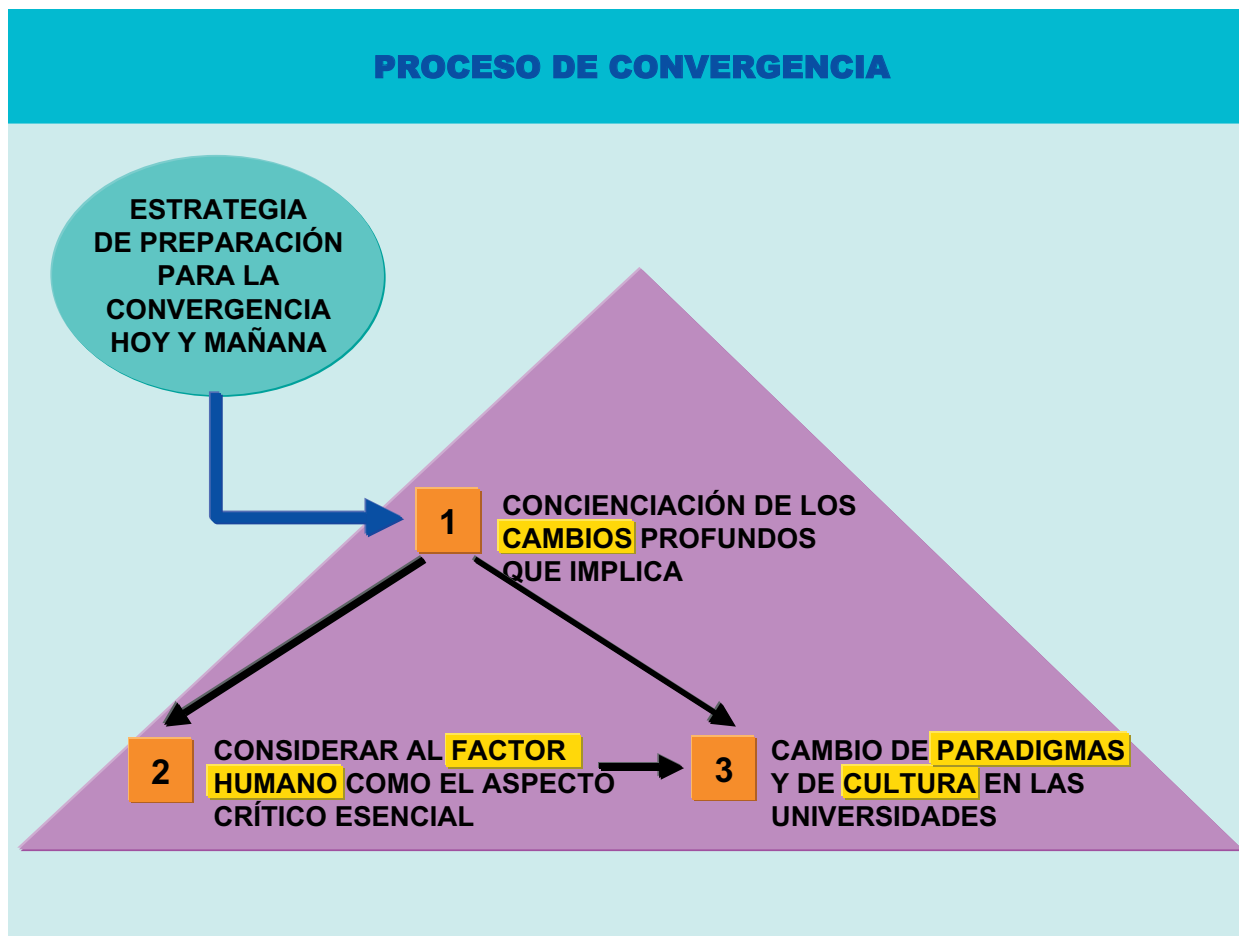 PROCESO DE CONVERGENCIA
ESTRATEGIA
DE PREPARACIÓN
PARA LA
CONVERGENCIA
HOY Y MAÑANA
1
CONCIENCIACIÓN DE LOS
CAMBIOS PROFUNDOS
QUE IMPLICA
2
CONSIDERAR AL FACTOR
HUMANO COMO EL ASPECTO
CRÍTICO ESENCIAL
3
CAMBIO DE PARADIGMAS
Y DE CULTURA EN LAS
UNIVERSIDADES